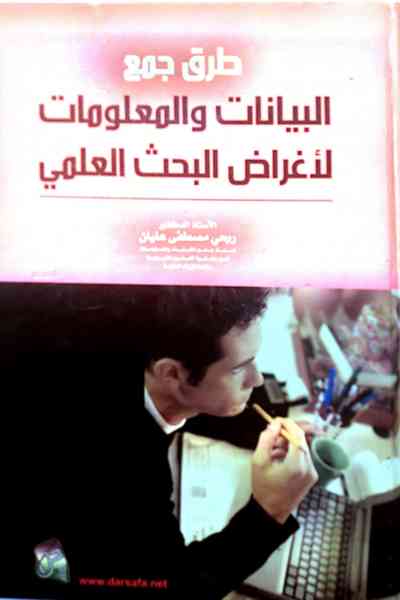 طرق جمع
البيانات والمعلومات
لأغراض البحث العلمي
الأستاذ الدكتور
ربحي مصطفى عليان
www.darsafa.net